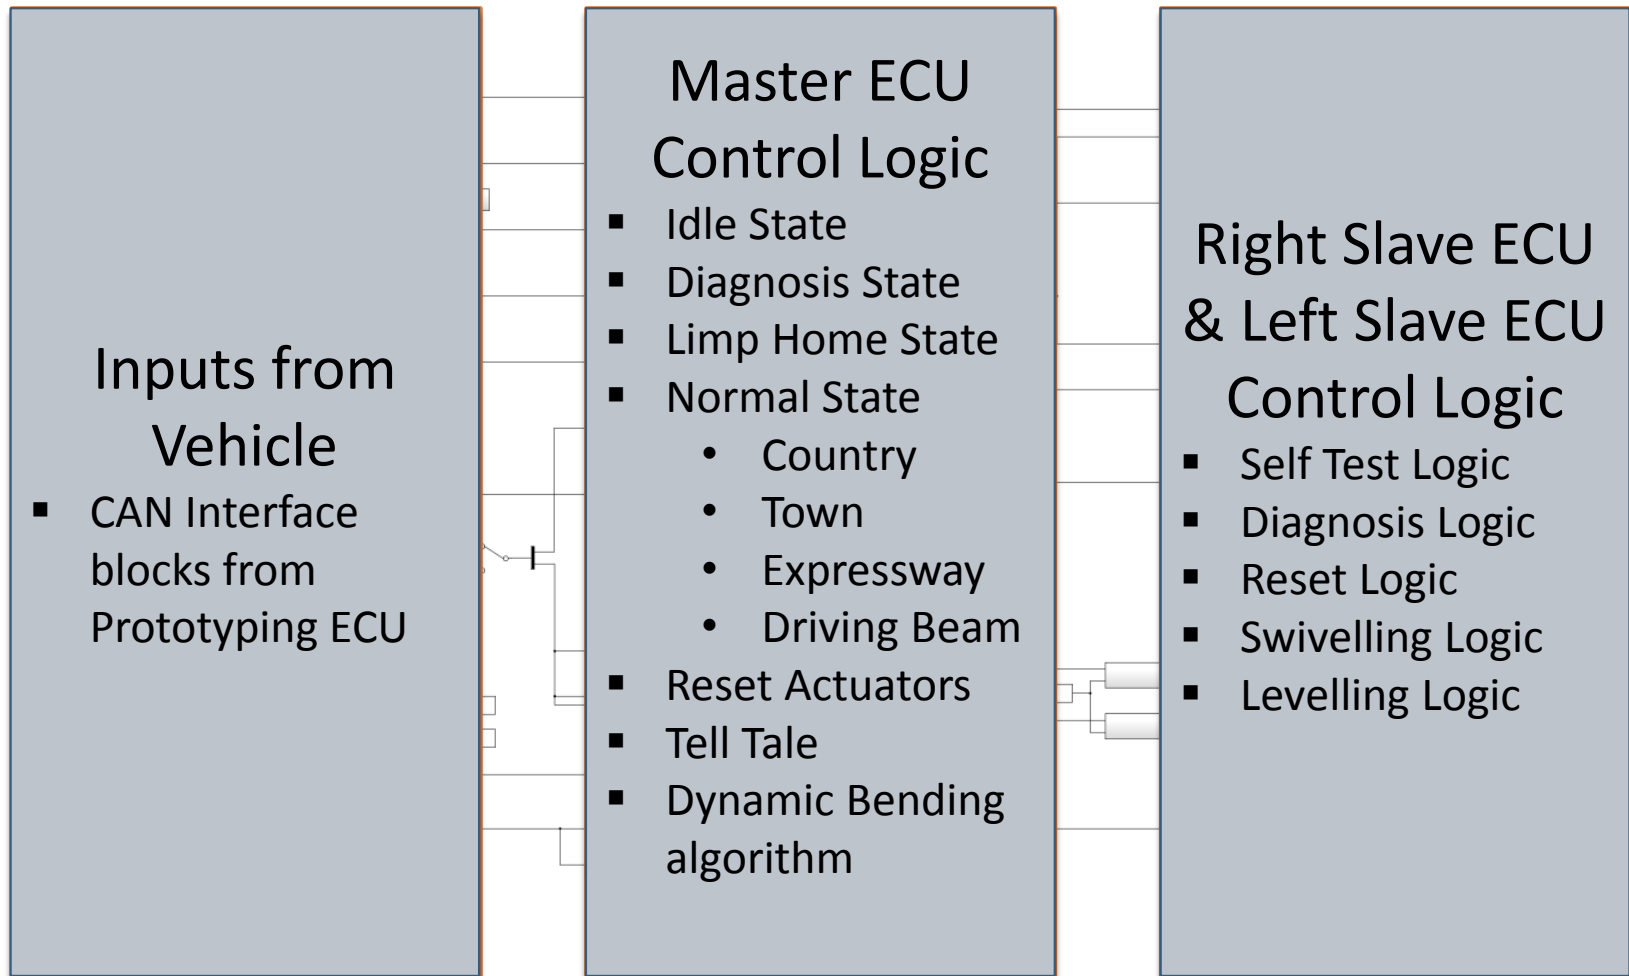 Inputs from
Vehicle
▪ CAN Interface
blocks from
Prototyping ECU
Master ECU
Control Logic
▪ Idle State
▪ Diagnosis State
▪ Limp Home State
▪ Normal State
• Country
• Town
• Expressway
• Driving Beam
▪ Reset Actuators
▪ Tell Tale
▪ Dynamic Bending
algorithm
Right Slave ECU
& Left Slave ECU
Control Logic
▪ Self Test Logic
▪ Diagnosis Logic
▪ Reset Logic
▪ Swivelling Logic
▪ Levelling Logic